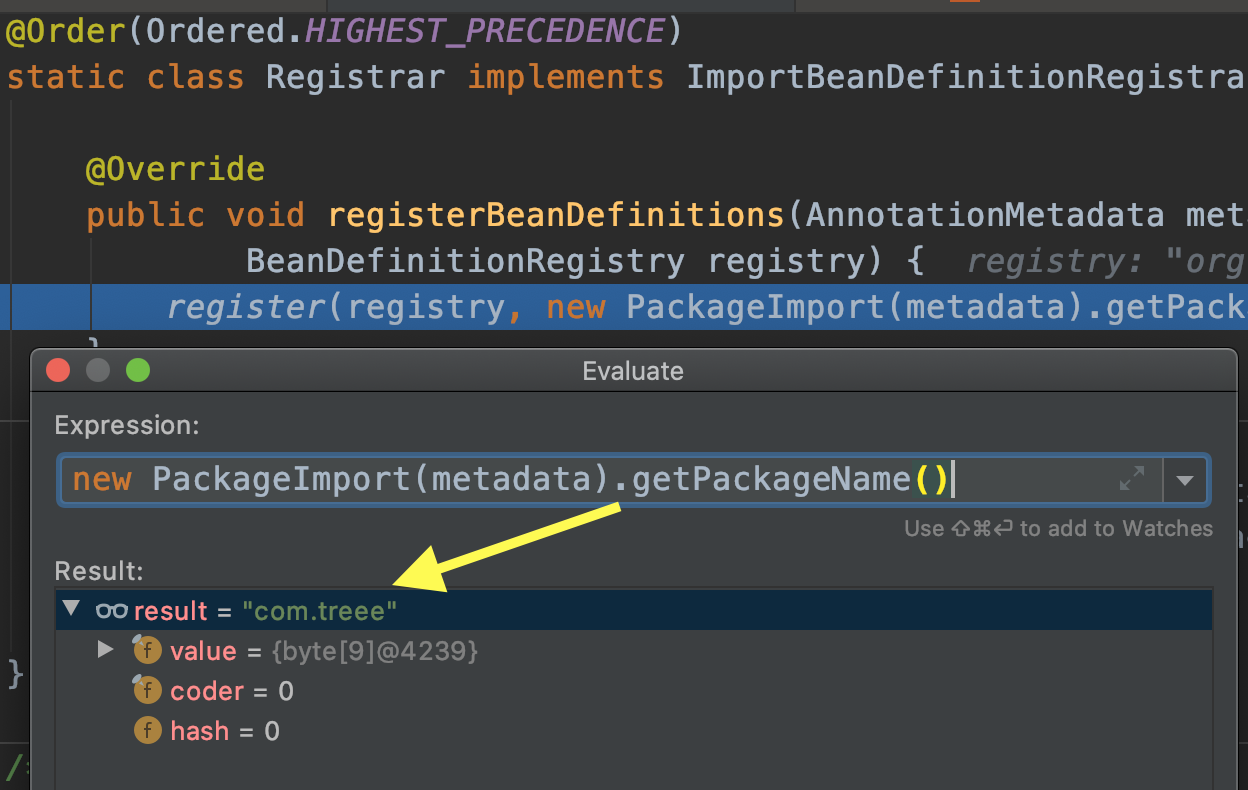 @Order(Ordered.HIGHEST_PRECEDENCE)
static class Registrar implements ImportBeanDefinitionRegistra
@Override
public void registerBeanDefinitions(AnnotationMetadata met
BeanDefinitionRegistry registry) { registry: "org
register(registry, new PackageImport(metadata).getPack
}
Evaluate
Expression:
new PackageImport(metadata).getPackageName()
Use ⇧⌘⏎ to add to Watches
Result:
result = "com.treee"
f value = {byte[9]@4239}
f coder = 0
f hash = 0
}